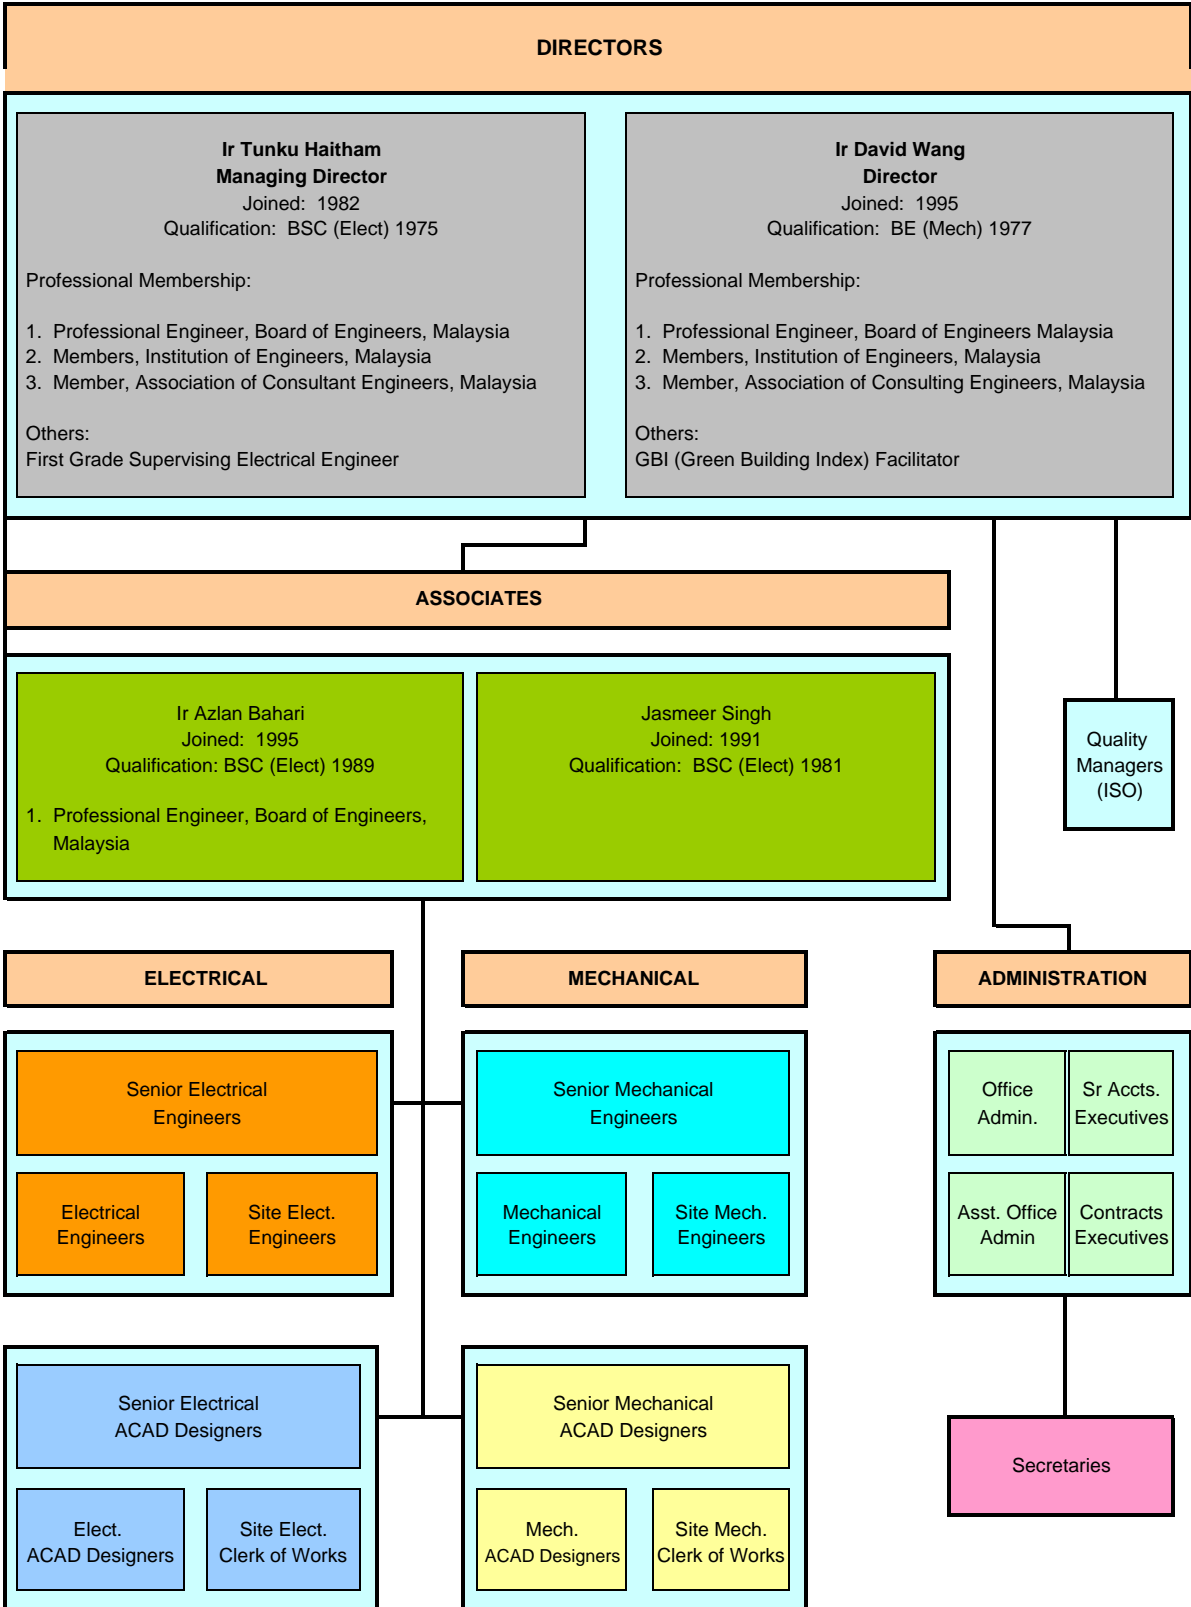 DIRECTORS
Ir Tunku Haitham
Managing Director
Joined:  1982
Qualification:  BSC (Elect) 1975
Professional Membership:
1.  Professional Engineer, Board of Engineers, Malaysia
2.  Members, Institution of Engineers, Malaysia
3.  Member, Association of Consultant Engineers, Malaysia
Others:
First Grade Supervising Electrical Engineer
Ir David Wang
Director
Joined:  1995
Qualification:  BE (Mech) 1977
Professional Membership:
1.  Professional Engineer, Board of Engineers Malaysia
2.  Members, Institution of Engineers, Malaysia
3.  Member, Association of Consulting Engineers, Malaysia
Others:
GBI (Green Building Index) Facilitator
ASSOCIATES
Ir Azlan Bahari
Joined:  1995
Qualification: BSC (Elect) 1989
1.  Professional Engineer, Board of Engineers,
Malaysia
Jasmeer Singh
Joined: 1991
Qualification:  BSC (Elect) 1981
Quality
Managers
(ISO)
ELECTRICAL
MECHANICAL
ADMINISTRATION
Senior Electrical
Engineers
Electrical
Engineers
Site Elect.
Engineers
Senior Mechanical
Engineers
Mechanical
Engineers
Site Mech.
Engineers
Office
Admin.
Sr Accts.
Executives
Asst. Office
Admin
Contracts
Executives
Senior Electrical
ACAD Designers
Elect.
ACAD Designers
Site Elect.
Clerk of Works
Senior Mechanical
ACAD Designers
Mech.
ACAD Designers
Site Mech.
Clerk of Works
Secretaries